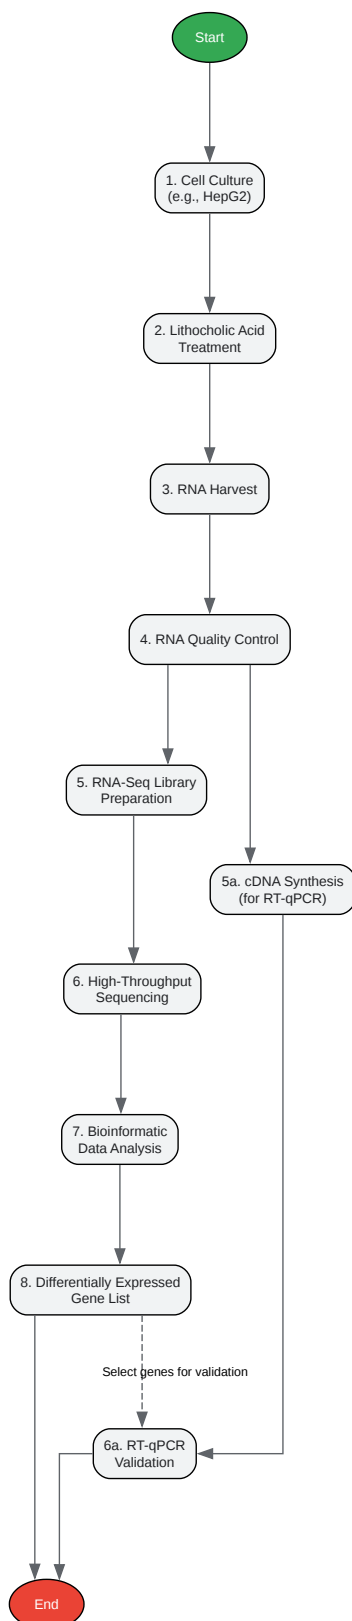 Start
1. Cell Culture
(e.g., HepG2)
2. Lithocholic Acid
Treatment
3. RNA Harvest
4. RNA Quality Control
5. RNA-Seq Library
Preparation
5a. cDNA Synthesis
(for RT-qPCR)
6. High-Throughput
Sequencing
7. Bioinformatic
Data Analysis
8. Differentially Expressed
Gene List
Select genes for validation
6a. RT-qPCR
Validation
End